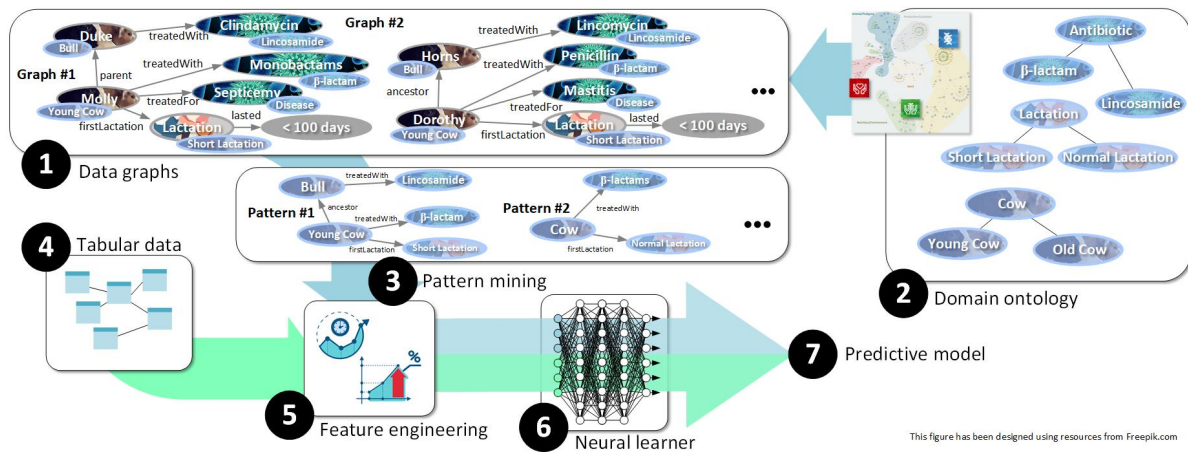 Graph #1
Duke
Bull
treatedWith
Clindamycin
Lincosamide
parent
treatedWith
Monobactams
β-lactam
Molly
Young Cow
treatedFor
Septicemy
Disease
firstLactation
Lactation
Short Lactation
lasted
< 100 days
Graph #2
Horns
Bull
treatedWith
Lincomycin
Lincosamide
ancestor
treatedWith
Penicillin
β-lactam
Dorothy
Young Cow
treatedFor
Mastitis
Disease
firstLactation
Lactation
Short Lactation
lasted
< 100 days
•••
1
Data graphs
Antibiotic
β-lactam
Lincosamide
Lactation
Short Lactation
Normal Lactation
Cow
Young Cow
Old Cow
2
Domain ontology
Pattern #1
Bull
treatedWith
Lincosamide
ancestor
treatedWith
β-lactam
Young Cow
firstLactation
Short Lactation
Pattern #2
β-lactams
treatedWith
Cow
firstLactation
Normal Lactation
•••
3
Pattern mining
4
Tabular data
%
5
Feature engineering
6
Neural learner
7
Predictive model
This figure has been designed using resources from Freepik.com